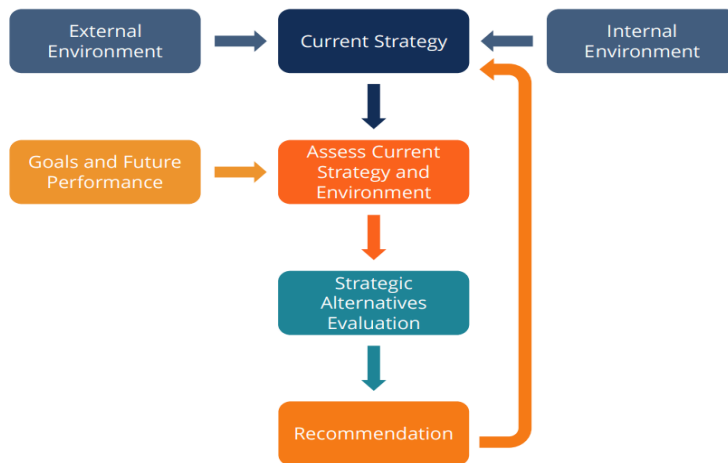 External
Environment
Current Strategy
Internal
Environment
Goals and Future
Performance
Assess Current
Strategy and
Environment
Strategic
Alternatives
Evaluation
Recommendation